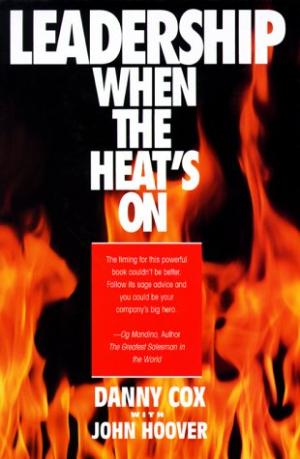 LEADERSHIP
WHEN
THE
HEAT'S
ON
The timing for this powerful
book couldn't be better.
Follow its sage advice and
you could be your
company's big hero.
—Og Mandino, Author
The Greatest Salesman in
the World
DANNY COX
WITH
JOHN HOOVER